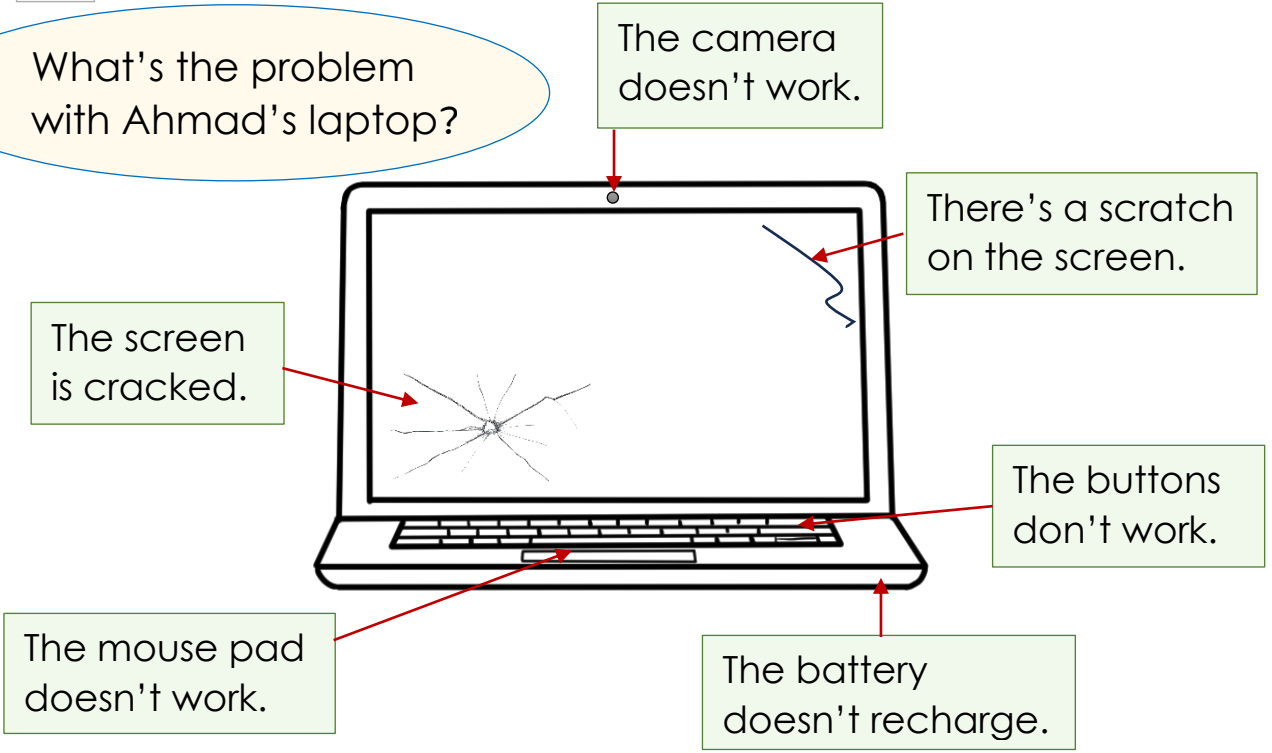 What’s the problem
with Ahmad’s laptop?
The camera
doesn’t work.
There’s a scratch
on the screen.
The screen
is cracked.
The buttons
don’t work.
The mouse pad
doesn’t work.
The battery
doesn’t recharge.